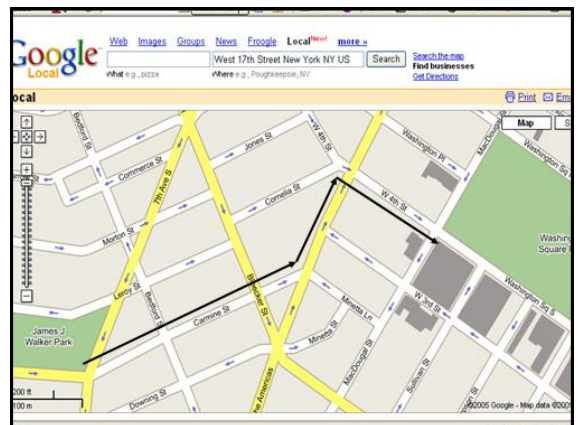 Web Images Groups News Froogle Local New! more »
Google
Local
West 17th Street New York NY US
Search
Search the map
Find businesses
Get Directions
What e.g., pizza
Where e.g., Poughkeepsie, NY
ocal
Print
Ema
Map
S
Bedford St
Commerce St
Jones St
W 4th St
Washington Pl
MacDougal St
Washington Sq
7th Ave S
Cornelia St
W 4th St
Morton St
Washing
Square P
Leroy St
Bedford St
Bleecker St
Washington Sq S
Minetta Ln
W 3rd St
Carmine St
James J
Walker Park
Minetta St
MacDougal St
Sullivan St
Downing St
he Americas
200 ft
100 m
©2005 Google - Map data ©2005